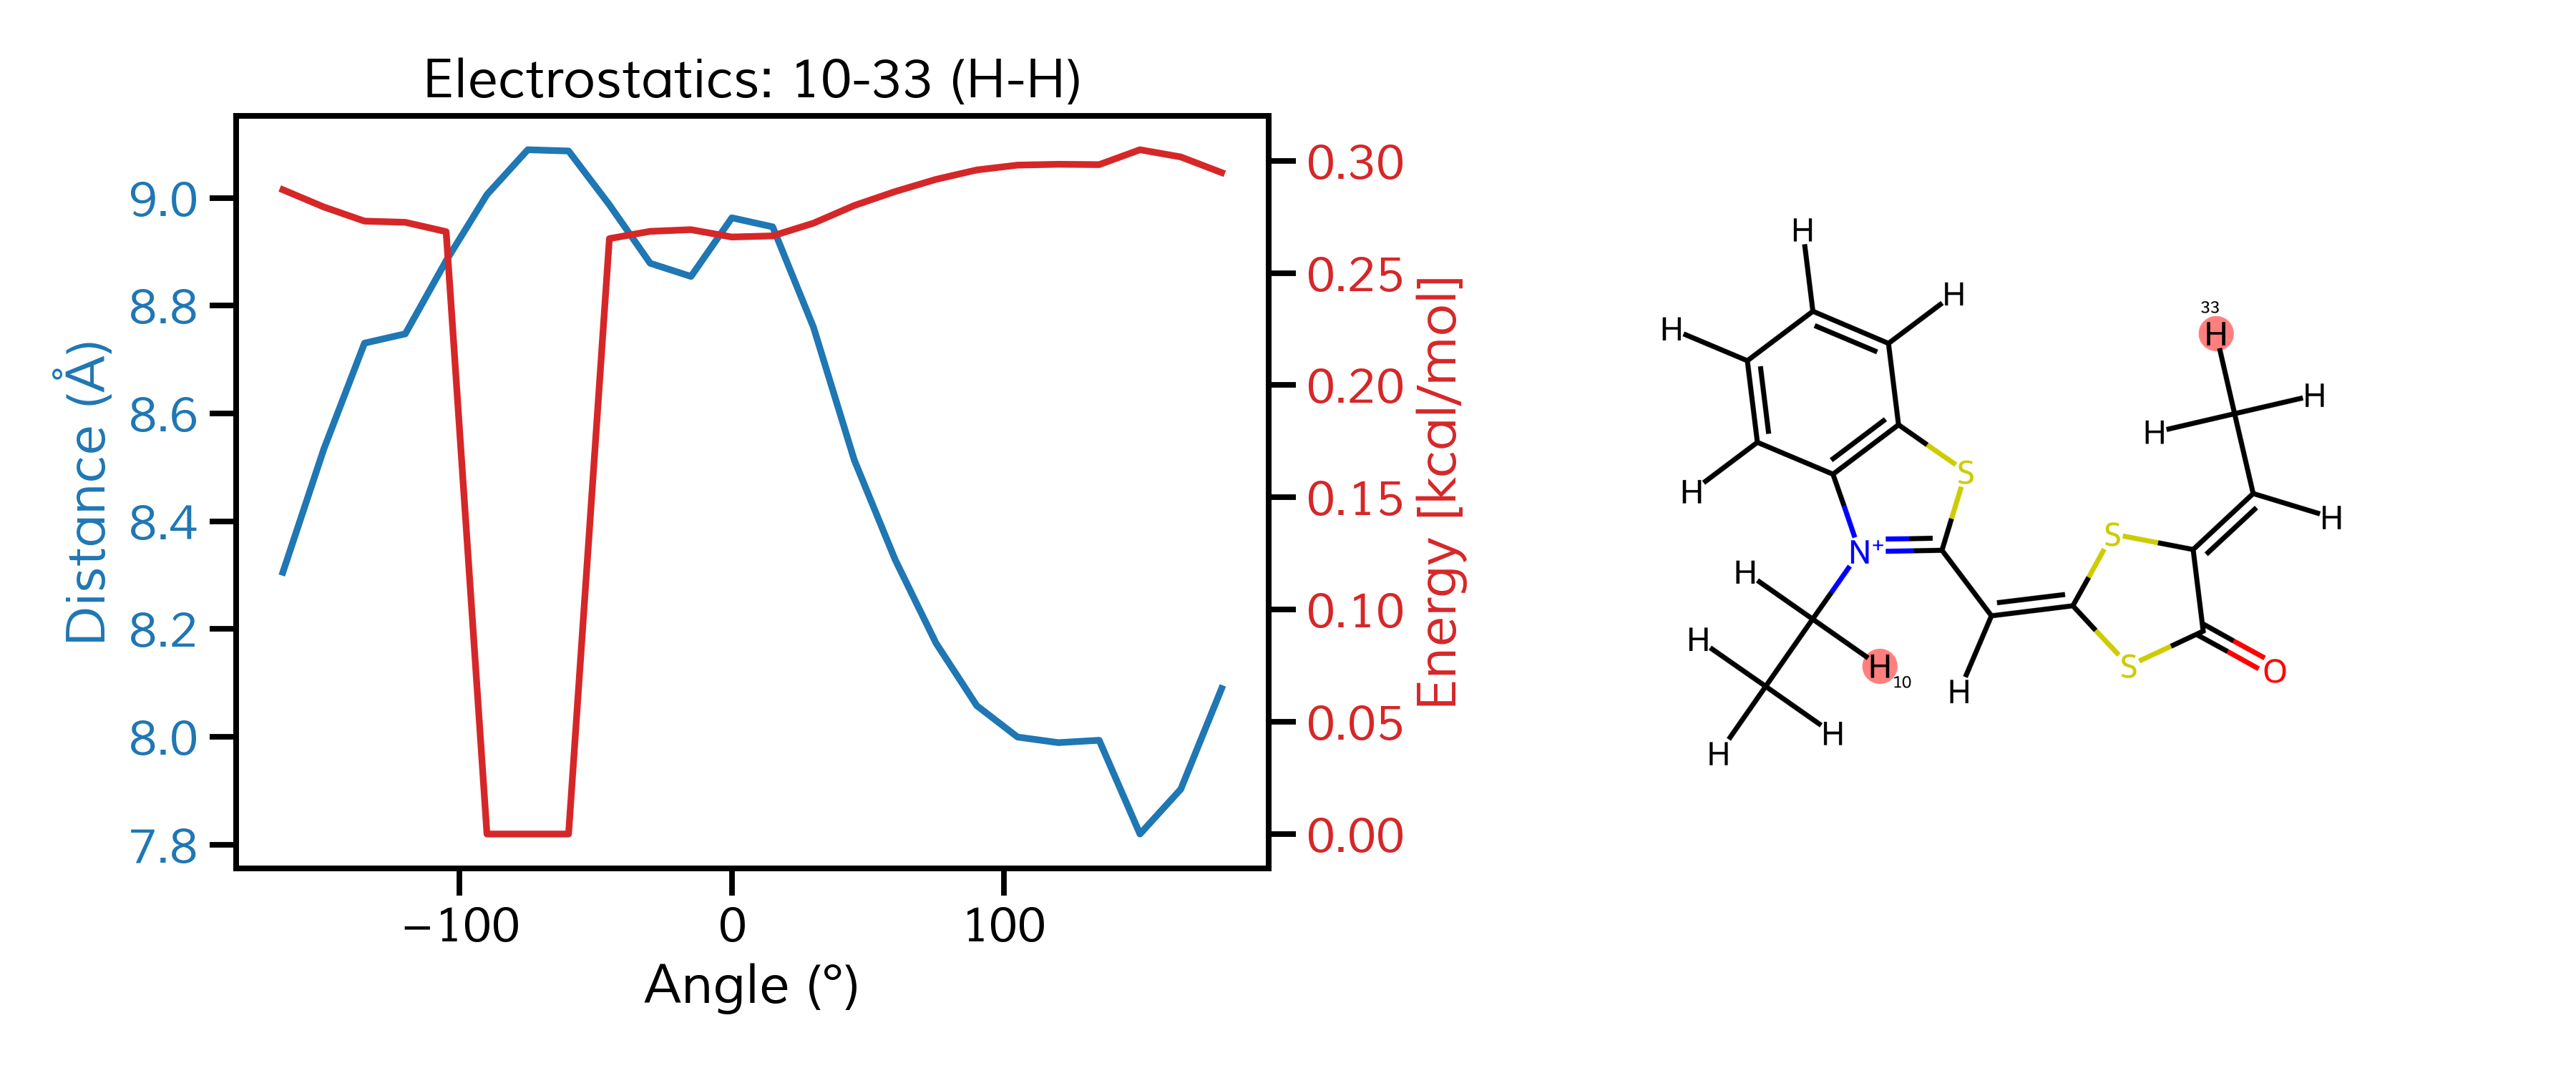 Electrostatics: 10-33 (H-H)
Distance (Å)
9.0
8.8
8.6
8.4
8.2
8.0
7.8
0.30
0.25
0.20
0.15
0.10
0.05
0.00
Energy [kcal/mol]
−100 0 100
Angle (°)
H
H
H
33
H
H
H
H
S
H
H
S
N+
H
H
S
H
10
H
O
H
H